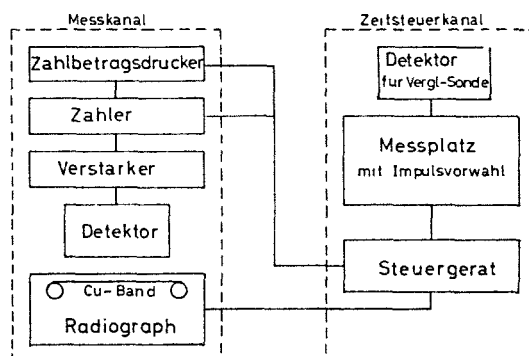 Messkanal
Zahlbetragsdrucker
Zahler
Verstarker
Detektor
Cu-Band
Radiograph
Zeitsteuerkanal
Detektor
fur Vergl-Sonde
Messplatz
mit Impulsvorwahl
Steuergerat